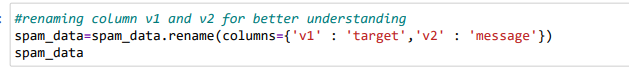 #renaming column v1 and v2 for better understanding
spam_data=spam_data.rename(columns={'v1' : 'target','v2' : 'message'})
spam_data